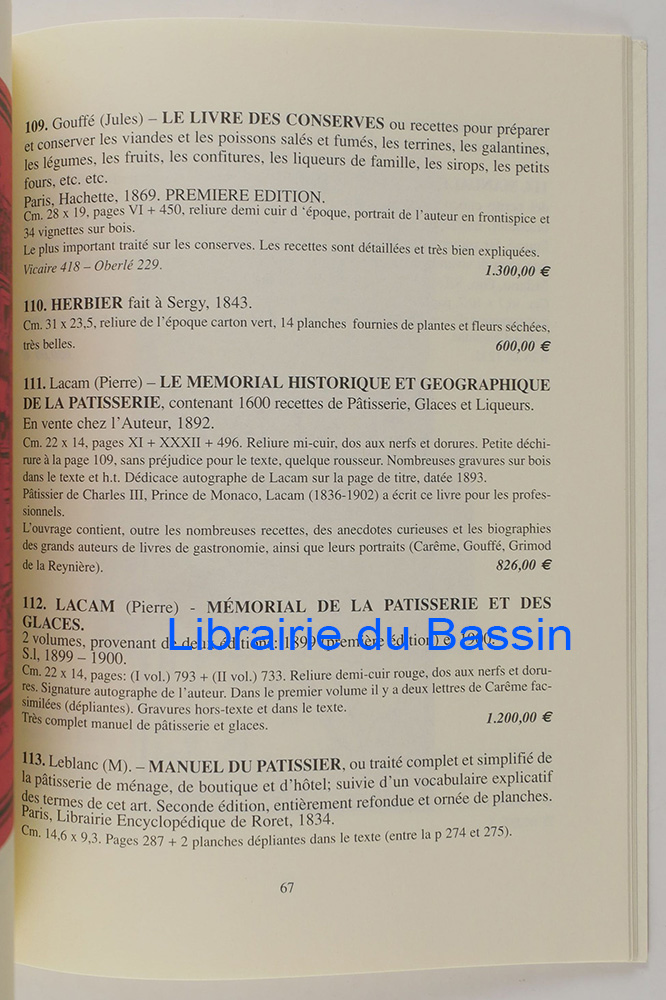 109. Gouffé (Jules) – LE LIVRE DES CONSERVES ou recettes pour préparer
et conserver les viandes et les poissons salés et fumés, les terrines, les galantines,
les légumes, les fruits, les confitures, les liqueurs de famille, les sirops, les petits
fours, etc. etc.
Paris, Hachette, 1869. PREMIERE EDITION.
Cm. 28 x 19, pages VI + 450, reliure demi cuir d ‘époque, portrait de l’auteur en frontispice et
34 vignettes sur bois.
Le plus important traité sur les conserves. Les recettes sont détaillées et très bien expliquées.
Vicaire 418 – Oberlé 229. 1.300,00 €
110. HERBIER fait à Sergy, 1843.
Cm. 31 x 23,5, reliure de l’époque carton vert, 14 planches fournies de plantes et fleurs séchées,
très belles. 600,00 €
111. Lacam (Pierre) – LE MEMORIAL HISTORIQUE ET GEOGRAPHIQUE
DE LA PATISSERIE, contenant 1600 recettes de Pâtisserie, Glaces et Liqueurs.
En vente chez l’Auteur, 1892.
Cm. 22 x 14, pages XI + XXXII + 496. Reliure mi-cuir, dos aux nerfs et dorures. Petite déchi-
rure à la page 109, sans préjudice pour le texte, quelque rousseur. Nombreuses gravures sur bois
dans le texte et h.t. Dédicace autographe de Lacam sur la page de titre, datée 1893.
Pâtissier de Charles III, Prince de Monaco, Lacam (1836-1902) a écrit ce livre pour les profes-
sionnels.
L’ouvrage contient, outre les nombreuses recettes, des anecdotes curieuses et les biographies
des grands auteurs de livres de gastronomie, ainsi que leurs portraits (Carême, Gouffé, Grimod
de la Reynière). 826,00 €
112. LACAM (Pierre) - MÉMORIAL DE LA PATISSERIE ET DES
GLACES.
2 volumes, provenant de deux éditions: 1899 (première édition) et 1900.
Librairie du Bassin
S.l, 1899 – 1900.
Cm. 22 x 14, pages: (I vol.) 793 + (II vol.) 733. Reliure demi-cuir rouge, dos aux nerfs et doru-
res. Signature autographe de l’auteur. Dans le premier volume il y a deux lettres de Carême fac-
similées (dépliantes). Gravures hors-texte et dans le texte.
Très complet manuel de pâtisserie et glaces. 1.200,00 €
113. Leblanc (M). – MANUEL DU PATISSIER, ou traité complet et simplifié de
la pâtisserie de ménage, de boutique et d’hôtel; suivie d’un vocabulaire explicatif
des termes de cet art. Seconde édition, entièrement refondue et ornée de planches.
Paris, Librairie Encyclopédique de Roret, 1834.
Cm. 14,6 x 9,3. Pages 287 + 2 planches dépliantes dans le texte (entre la p 274 et 275).
67